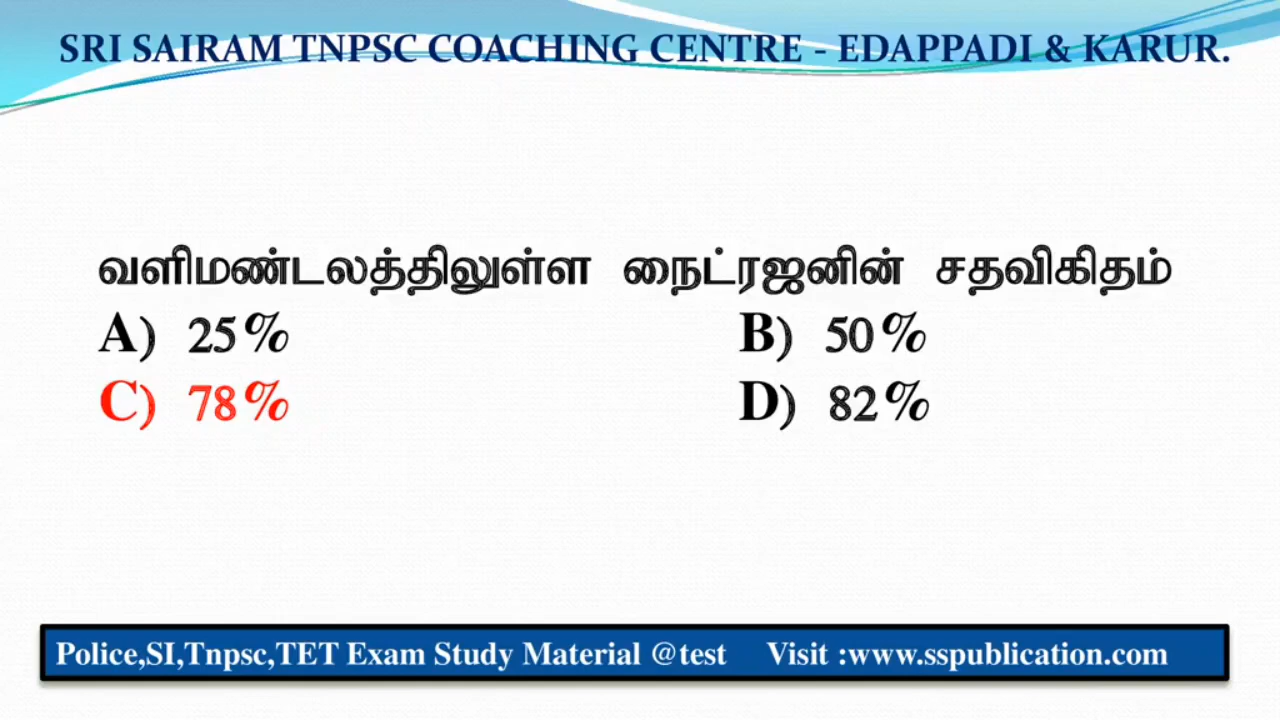 SRI SAIRAM TNPSC COACHING CENTRE - EDAPPADI & KARUR.
வளிமண்டலத்திலுள்ள நைட்ரஜனின் சதவிகிதம்
A) 25% B) 50%
C) 78% D) 82%
Police,SI,Tnpsc,TET Exam Study Material @test Visit :www.sspublication.com